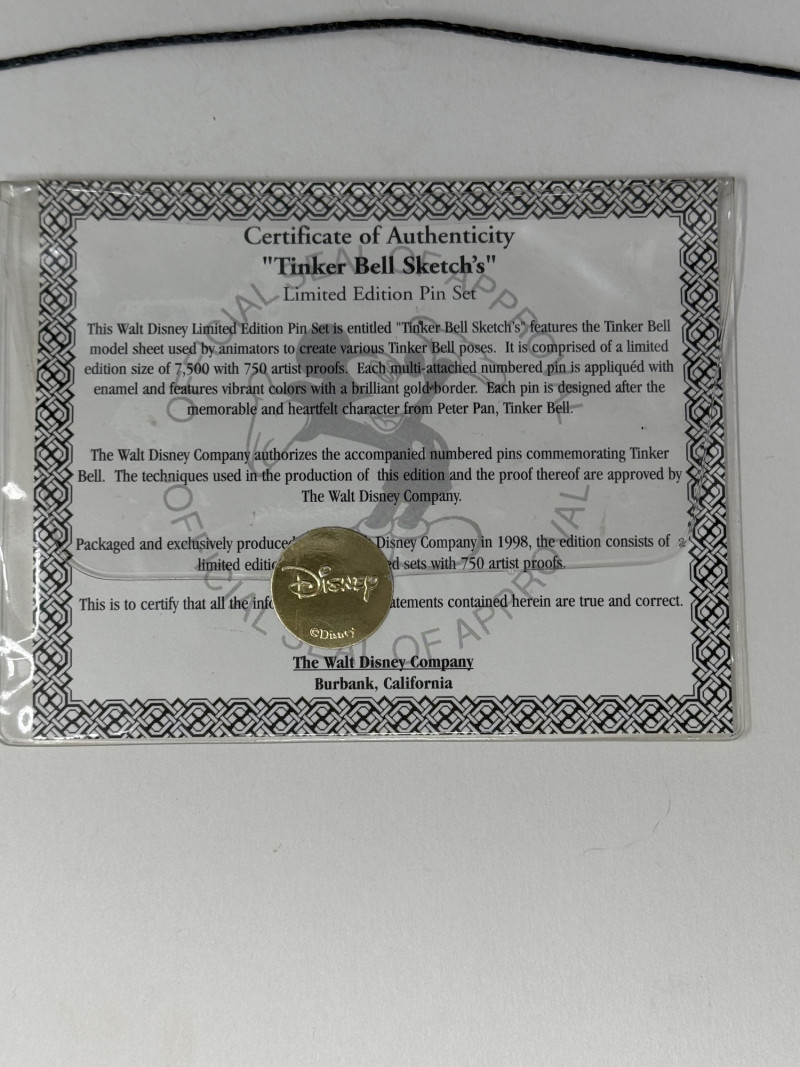 Certificate of Authenticity
"Tinker Bell Sketch's"
Limited Edition Pin Set
This Walt Disney Limited Edition Pin Set is entitled "Tinker Bell Sketch's" features the Tinker Bell
model sheet used by animators to create various Tinker Bell poses. It is comprised of a limited
edition size of 7,500 with 750 artist proofs. Each multi-attached numbered pin is appliquéd with
enamel and features vibrant colors with a brilliant gold border. Each pin is designed after the
memorable and heartfelt character from Peter Pan, Tinker Bell.
The Walt Disney Company authorizes the accompanied numbered pins commemorating Tinker
Bell. The techniques used in the production of this edition and the proof thereof are approved by
The Walt Disney Company.
Packaged and exclusively produced Disney Company in 1998, the edition consists of a
limited sets with 750 artist proofs.
This is to certify that all the contained herein are true and correct.
Disney
©Disney
The Walt Disney Company
Burbank, California
OFFICIAL SEAL OF APPROVAL
OFFICIAL SEAL OF APPROVAL